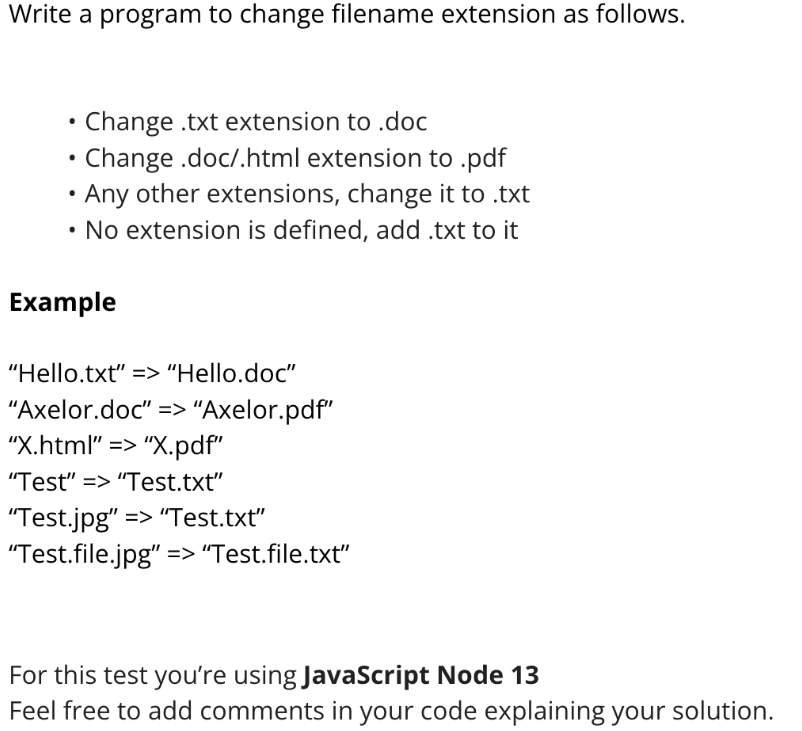 Write a program to change filename extension as follows.
• Change .txt extension to .doc
• Change .doc/.html extension to .pdf
• Any other extensions, change it to .txt
• No extension is defined, add .txt to it
Example
“Hello.txt” => “Hello.doc”
“Axelor.doc” => “Axelor.pdf”
“X.html” => “X.pdf”
“Test” => “Test.txt”
“Test.jpg” => “Test.txt”
“Test.file.jpg” => “Test.file.txt”
For this test you’re using JavaScript Node 13
Feel free to add comments in your code explaining your solution.